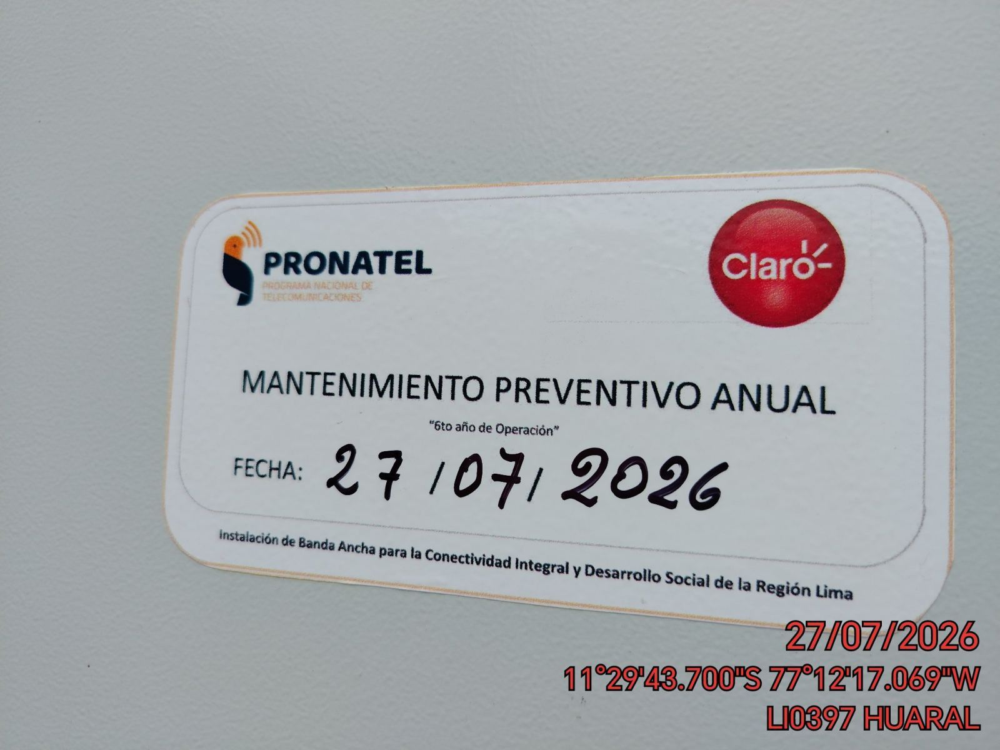 PRONATEL
PROGRAMA NACIONAL DE
TELECOMUNICACIONES
Claro
MANTENIMIENTO PREVENTIVO ANUAL
"6to año de Operación"
FECHA: 27/07/2026
Instalación de Banda Ancha para la Conectividad Integral y Desarrollo Social de la Región Lima
27/07/2026
11°29'43.700"S 77°12'17.069"W
LI0397 HUARAL